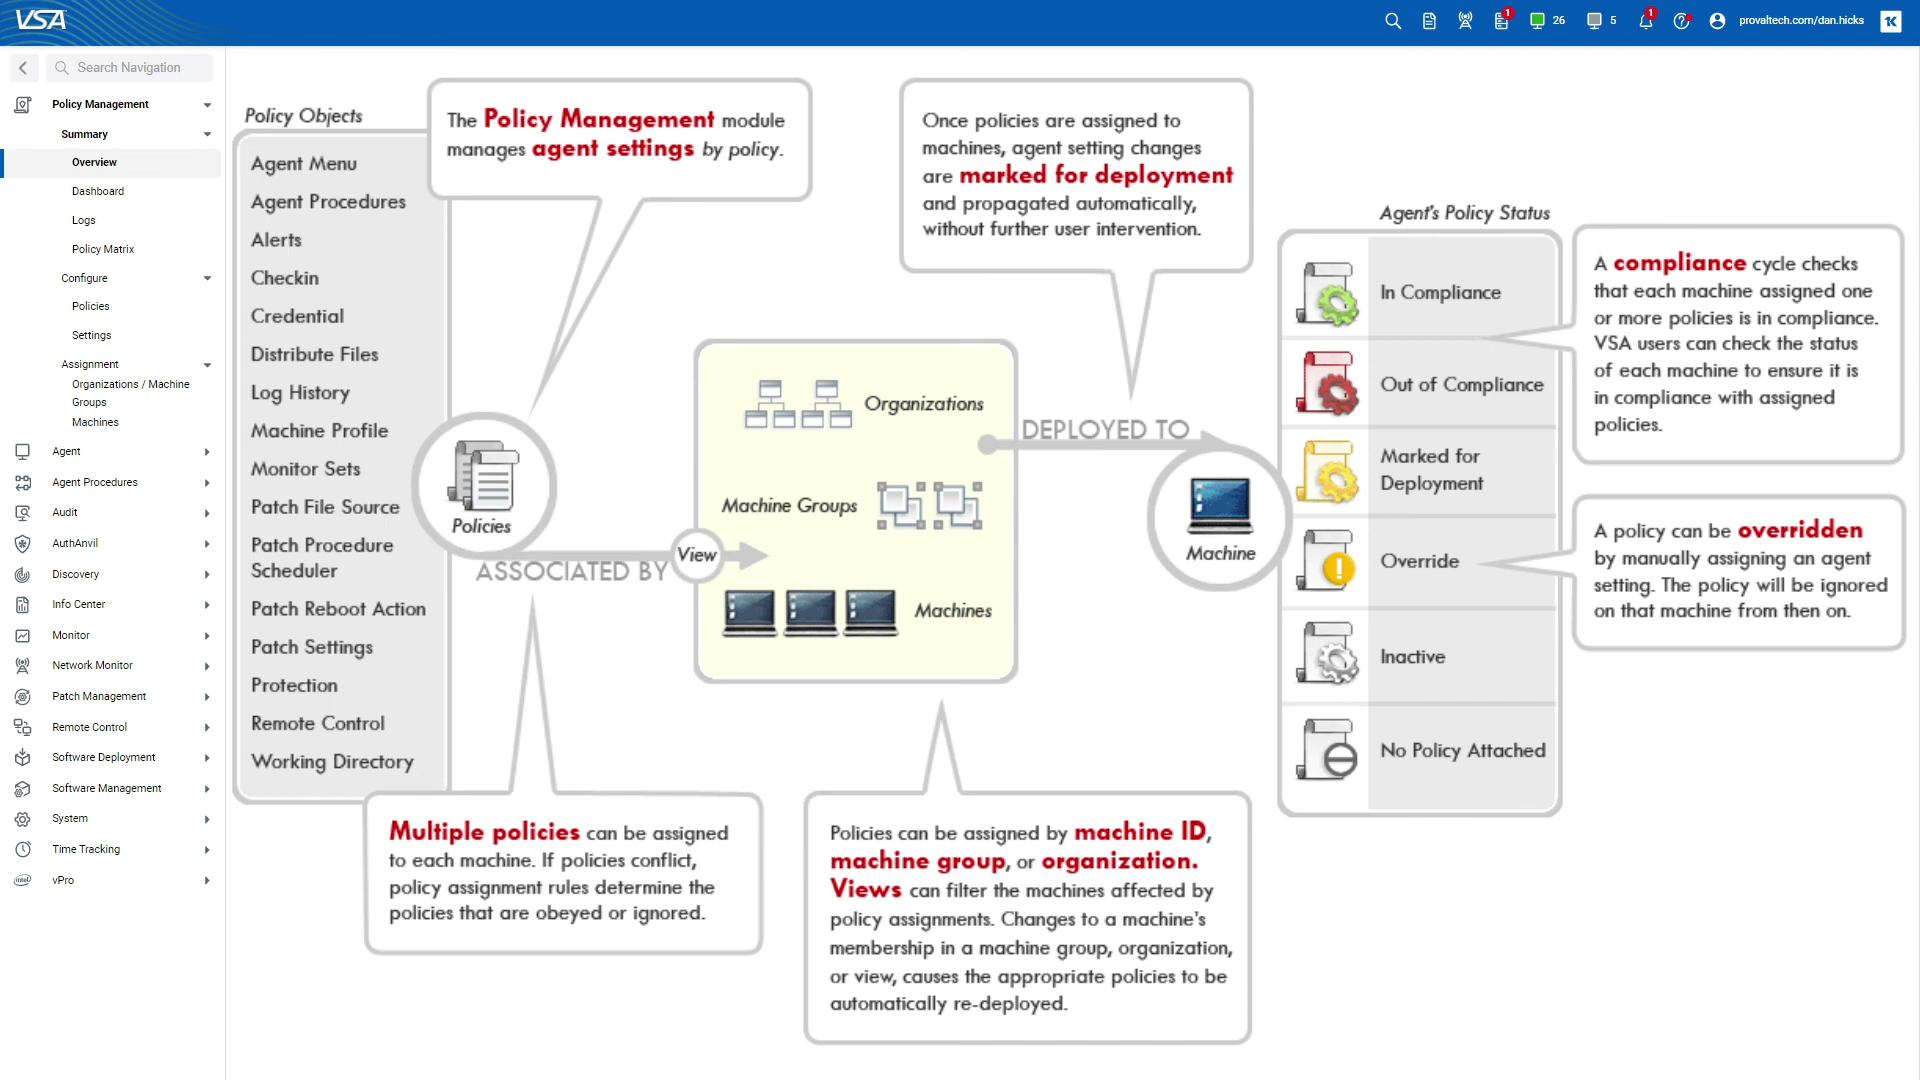 VSA
1
26
5
1
provaltech.com/dan.hicks
Search Navigation
Policy Management
Summary
Overview
Dashboard
Logs
Policy Matrix
Configure
Policies
Settings
Assignment
Organizations / Machine
Groups
Machines
Agent
Agent Procedures
Audit
AuthAnvil
Discovery
Info Center
Monitor
Network Monitor
Patch Management
Remote Control
Software Deployment
Software Management
System
Time Tracking
intel
vPro
Policy Objects
Agent Menu
Agent Procedures
Alerts
Checkin
Credential
Distribute Files
Log History
Machine Profile
Monitor Sets
Patch File Source
Patch Procedure
Scheduler
Patch Reboot Action
Patch Settings
Protection
Remote Control
Working Directory
The Policy Management module
manages agent settings by policy.
Policies
ASSOCIATED BY
View
Multiple policies can be assigned
to each machine. If policies conflict,
policy assignment rules determine the
policies that are obeyed or ignored.
Organizations
Machine Groups
Machines
Policies can be assigned by machine ID,
machine group, or organization.
Views can filter the machines affected by
policy assignments. Changes to a machine's
membership in a machine group, organization,
or view, causes the appropriate policies to be
automatically re-deployed.
Once policies are assigned to
machines, agent setting changes
are marked for deployment
and propagated automatically,
without further user intervention.
DEPLOYED TO
Machine
Agent's Policy Status
In Compliance
Out of Compliance
Marked for
Deployment
Override
Inactive
No Policy Attached
A compliance cycle checks
that each machine assigned one
or more policies is in compliance.
VSA users can check the status
of each machine to ensure it is
in compliance with assigned
policies.
A policy can be overridden
by manually assigning an agent
setting. The policy will be ignored
on that machine from then on.